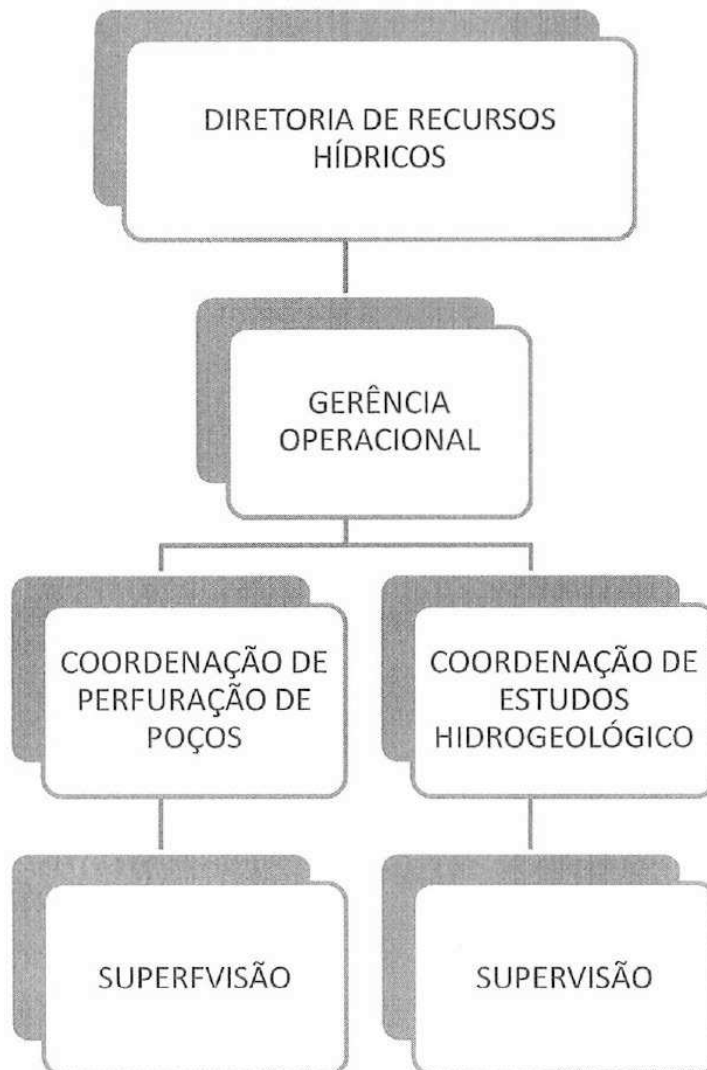 DIRETORIA DE RECURSOS
HÍDRICOS
GERÊNCIA
OPERACIONAL
COORDENAÇÃO DE
PERFURAÇÃO DE
POÇOS
COORDENAÇÃO DE
ESTUDOS
HIDROGEOLÓGICO
SUPERFVISÃO
SUPERVISÃO